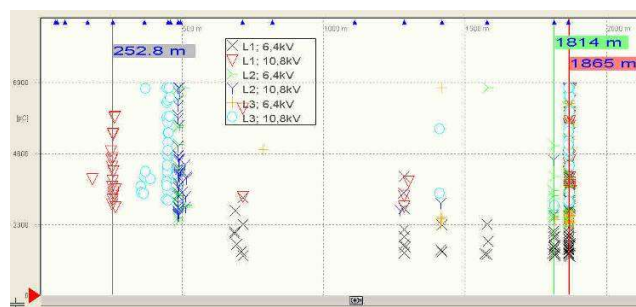 500 m
1000 m
1500 m
2000 m
252.8 m
1814 m
1865 m
L1; 6,4kV
L1; 10,8kV
L2; 6,4kV
L2; 10,8kV
L3; 6,4kV
L3; 10,8kV
6900
[pC]
4600
2300